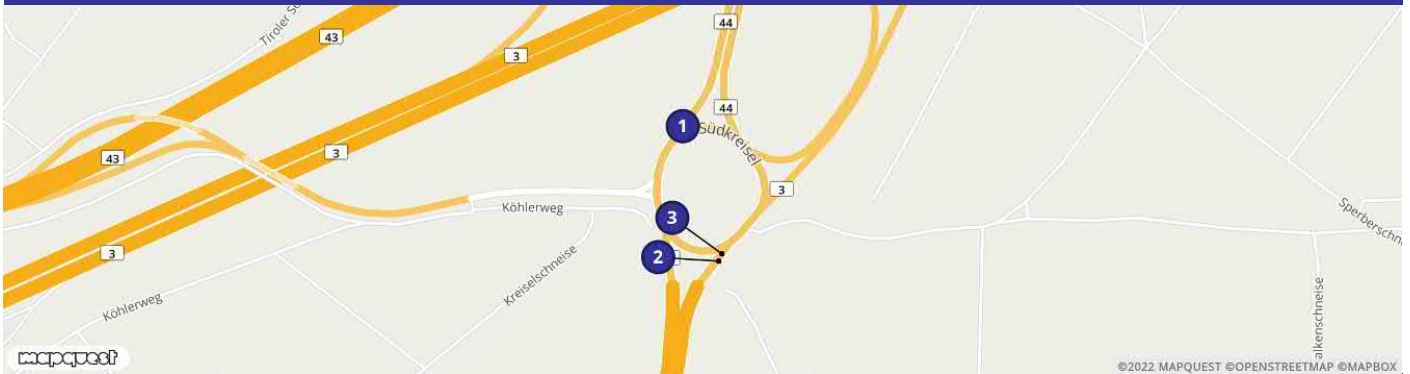 Tiroler
43
3
44
44
1
Südkreisel
43
3
3
Köhlerweg
3
Sperberschn
2
3
Kreiselschneise
Köhlerweg
alkenschneise
mapquest
©2022 MAPQUEST ©OPENSTREETMAP ©MAPBOX